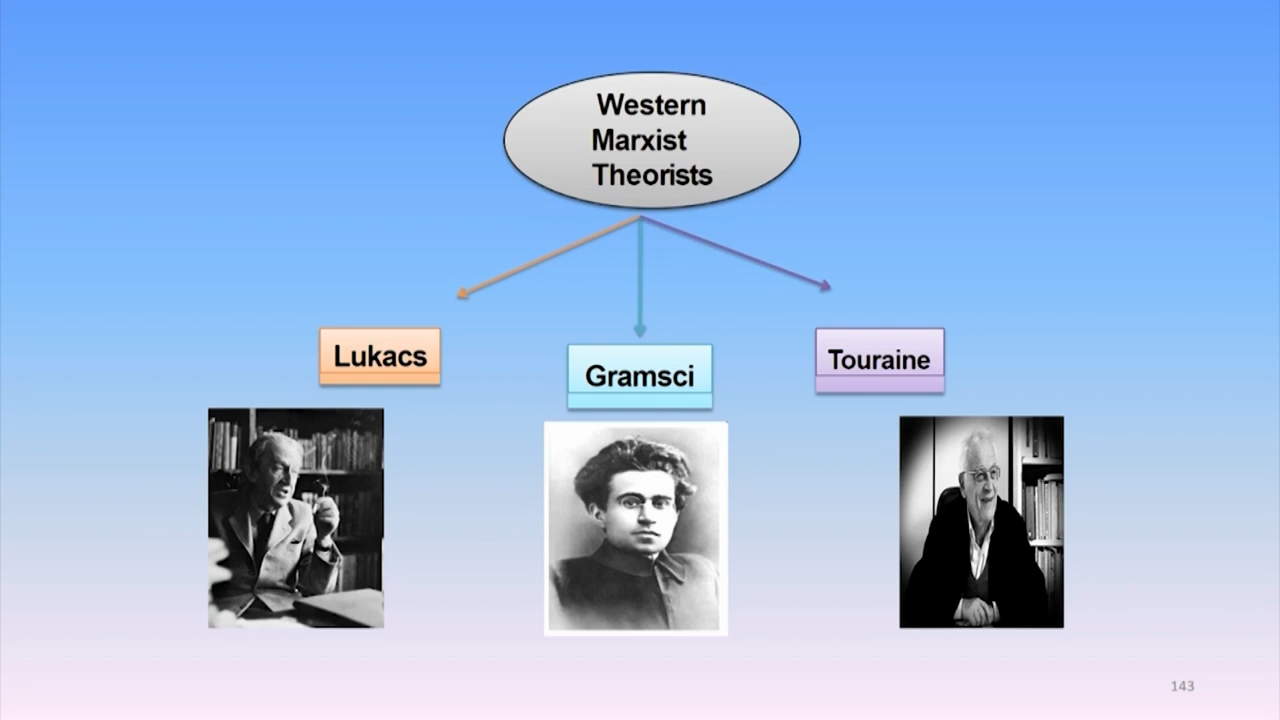 Western
Marxist
Theorists
Lukacs
Gramsci
Touraine
143